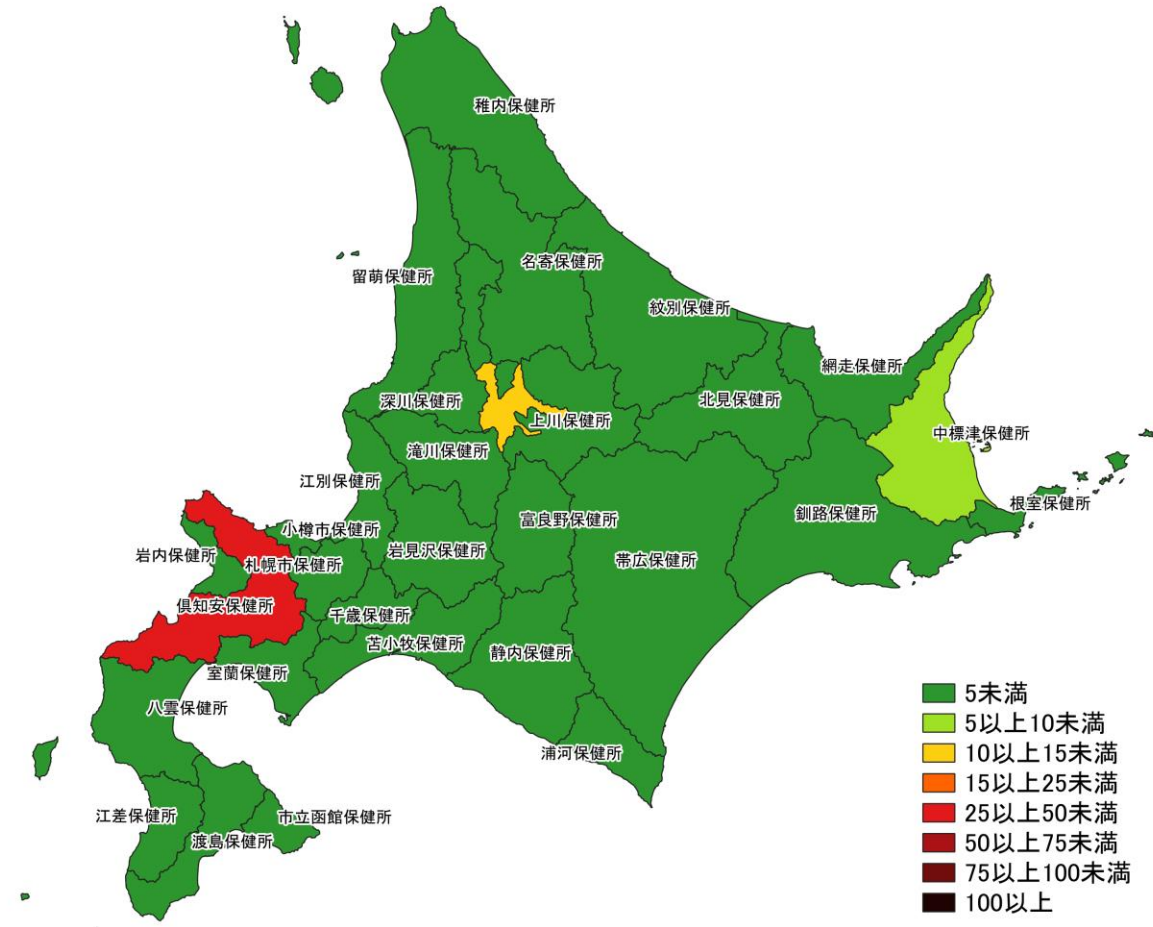 稚内保健所
名寄保健所
留萌保健所
紋別保健所
網走保健所
深川保健所
北見保健所
上川保健所
中標津保健所
滝川保健所
江別保健所
根室保健所
釧路保健所
富良野保健所
小樽市保健所
岩見沢保健所
岩内保健所
札幌市保健所
帯広保健所
倶知安保健所
千歳保健所
苫小牧保健所
静内保健所
室蘭保健所
八雲保健所
浦河保健所
江差保健所
市立函館保健所
渡島保健所
5未満
5以上10未満
10以上15未満
15以上25未満
25以上50未満
50以上75未満
75以上100未満
100以上